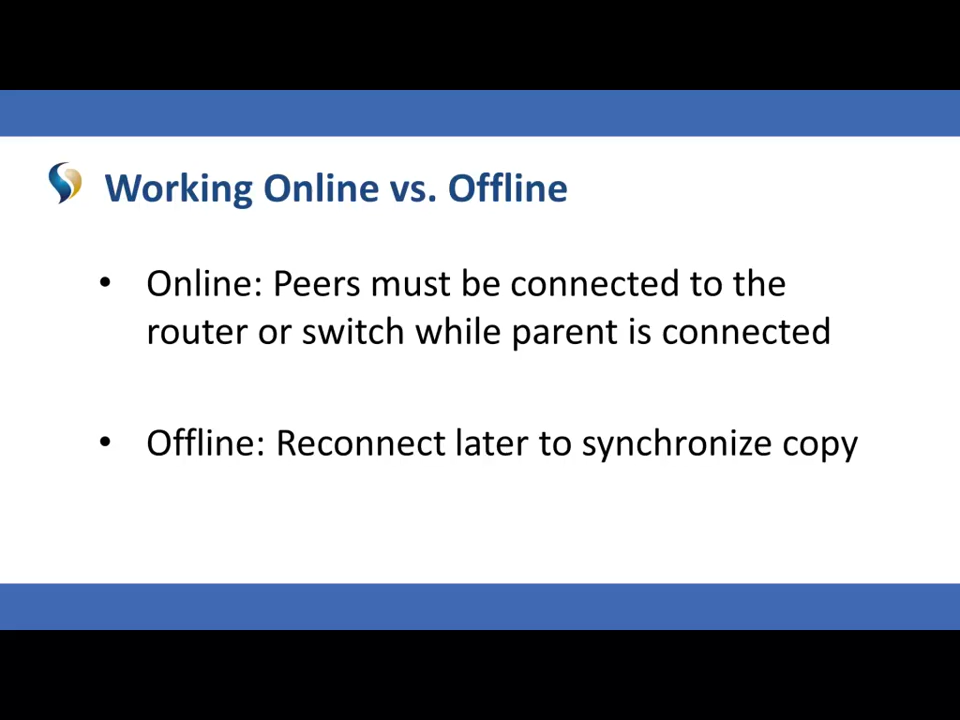 Working Online vs. Offline
• Online: Peers must be connected to the
router or switch while parent is connected
• Offline: Reconnect later to synchronize copy